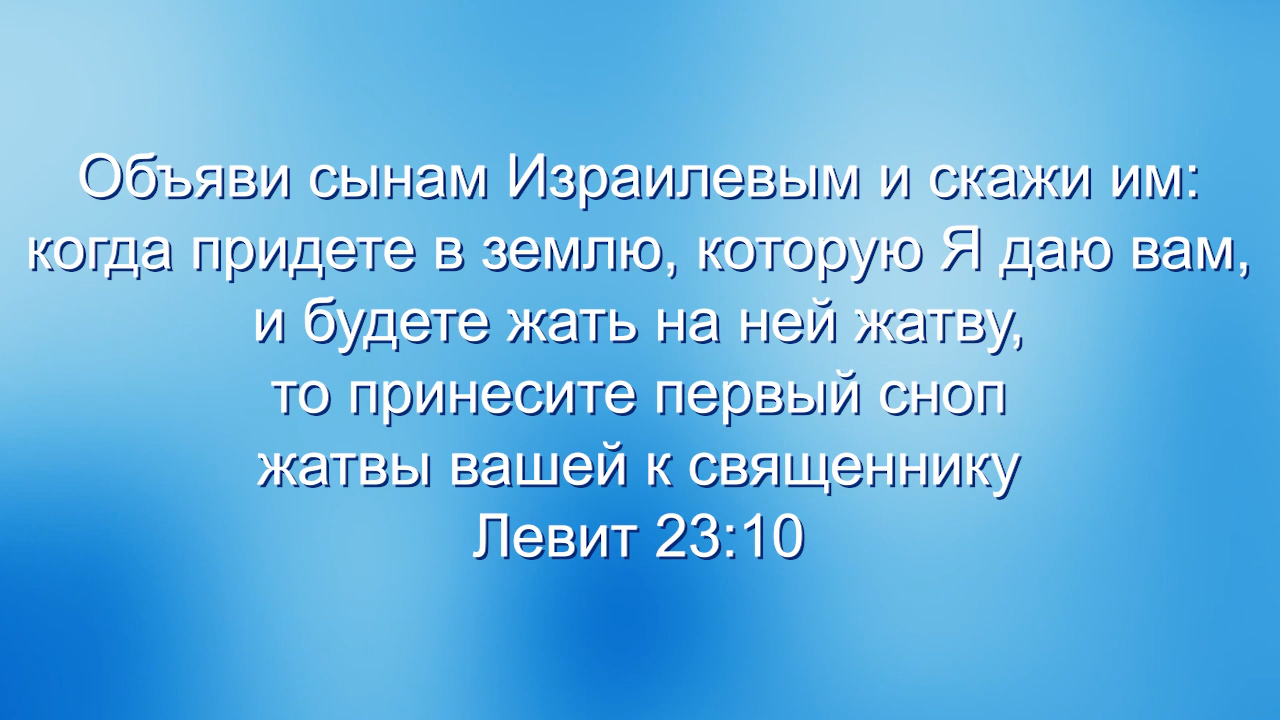 Объяви сынам Израилевым и скажи им:
когда придете в землю, которую Я даю вам,
и будете жать на ней жатву,
то принесите первый сноп
жатвы вашей к священнику
Левит 23:10